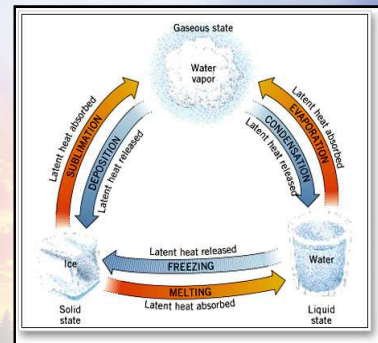 Gaseous state
Water
vapor
Latent heat absorbed
SUBLIMATION
DEPOSITION
Latent heat released
Latent heat absorbed
EVAPORATION
CONDENSATION
Latent heat released
Ice
Solid
state
Latent heat released
FREEZING
MELTING
Latent heat absorbed
Water
Liquid
state